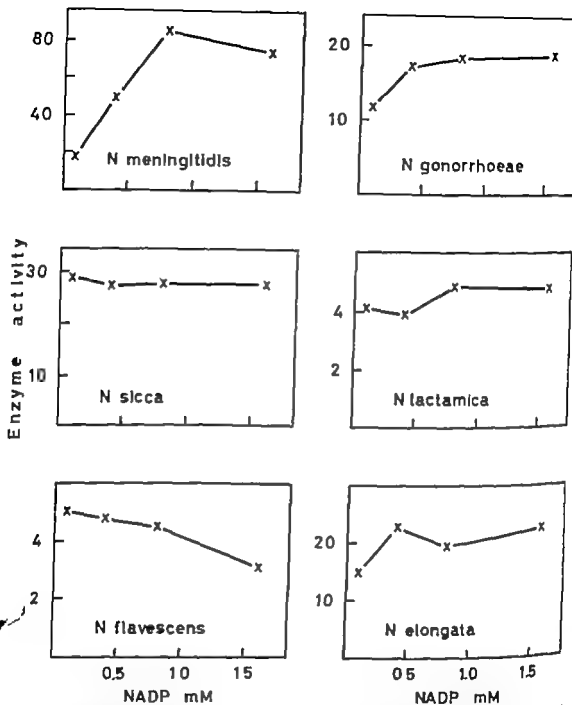 80
40
N meningitidis
20
10
N gonorrhoeae
Enzyme activity
30
10
N sicca
4
2
N lactamica
4
2
N flavescens
0.5
1.0
1.5
NADP mM
20
10
N elongata
0.5
1.0
1.5
NADP mM